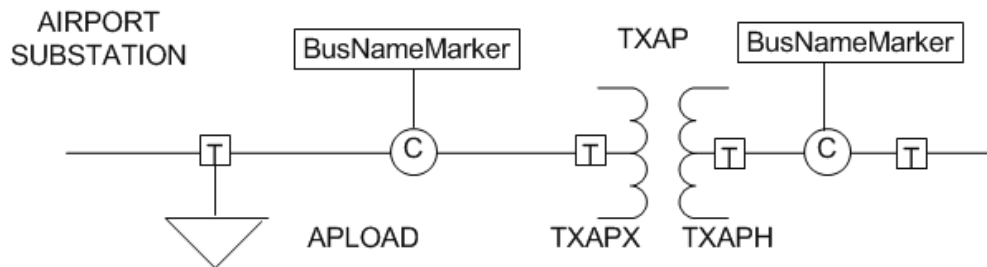 AIRPORT
SUBSTATION
BusNameMarker
TXAP
BusNameMarker
T
C
T
T
C
T
APLOAD
TXAPX
TXAPH